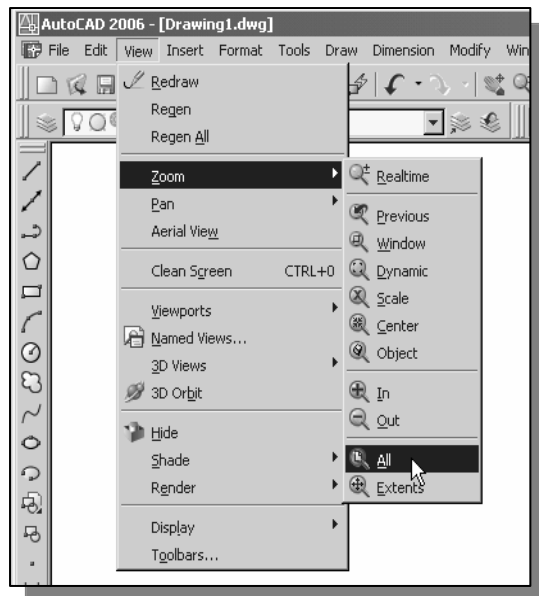 AutoCAD 2006 - [Drawing1.dwg]
File Edit View Insert Format Tools Draw Dimension Modify Win
Redraw
Regen
Regen All
Zoom
Pan
Aerial View
Clean Screen CTRL+0
Viewports
Named Views...
3D Views
3D Orbit
Hide
Shade
Render
Display
Toolbars...
Realtime
Previous
Window
Dynamic
Scale
Center
Object
In
Out
All
Extents